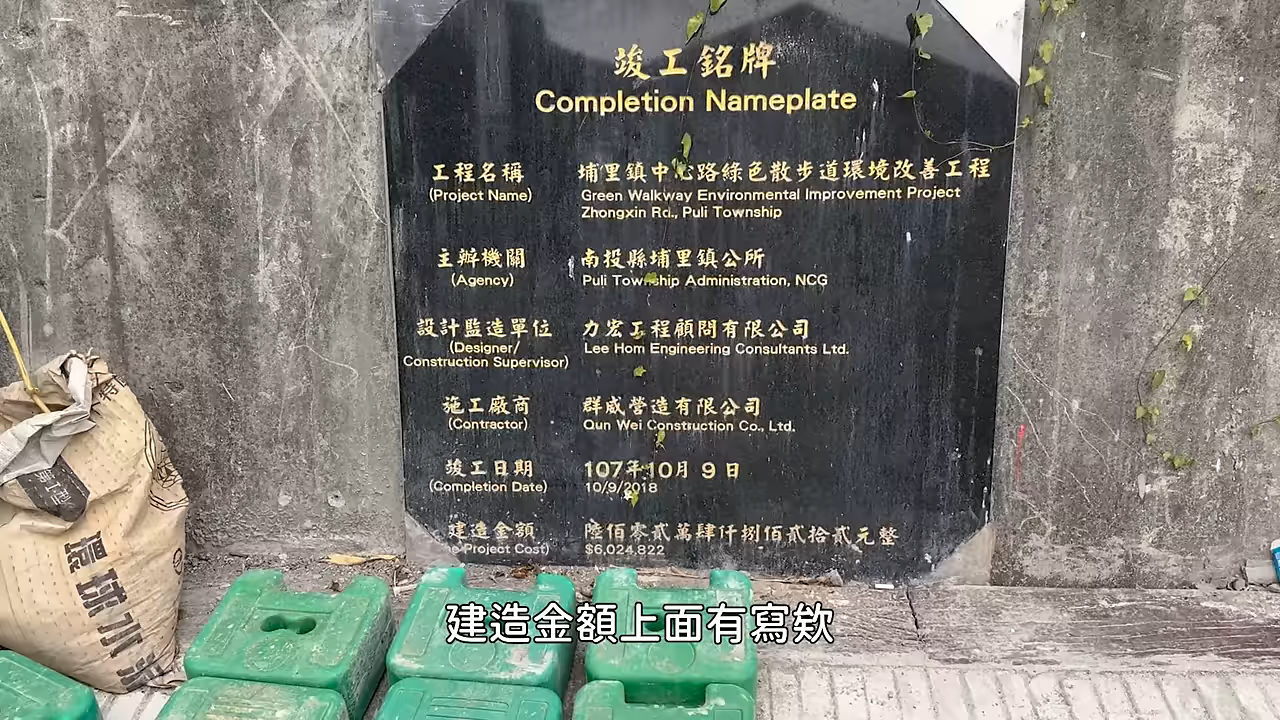 竣工銘牌
Completion Nameplate
工程名稱
(Project Name)
埔里鎮中心路綠色散步道環境改善工程
Green Walkway Environmental Improvement Project
Zhongxin Rd., Puli Township
主辦機關
(Agency)
南投縣埔里鎮公所
Puli Township Administration, NCG
設計監造單位
(Designer/
Construction Supervisor)
力宏工程顧問有限公司
Lee Hom Engineering Consultants Ltd.
施工廠商
(Contractor)
群威營造有限公司
Qun Wei Construction Co., Ltd.
竣工日期
(Completion Date)
107年10月9日
10/9/2018
建造金額
Project Cost)
陸佰零貳萬肆仟捌佰貳拾貳元整
$6,024,822
環球水
建造金額上面有寫欸